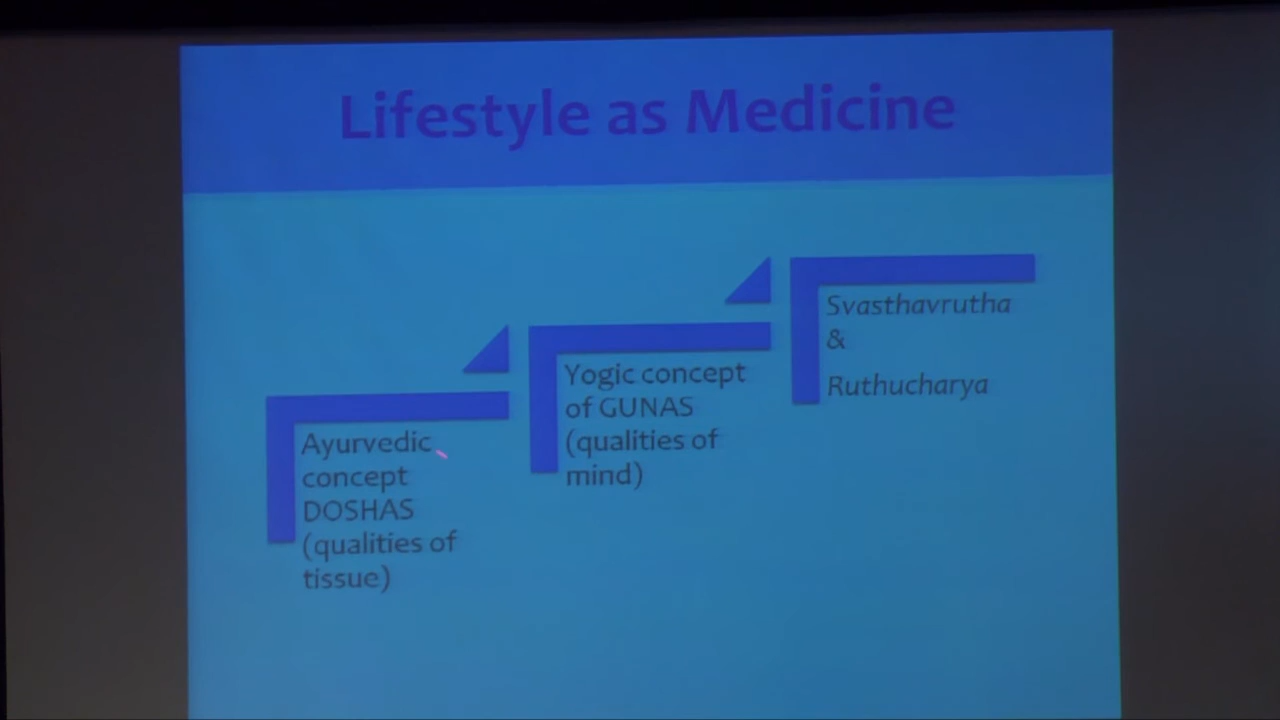 Lifestyle as Medicine
Ayurvedic
concept
DOSHAS
(qualities of
tissue)
Yogic concept
of GUNAS
(qualities of
mind)
Svasthavrutha
&
Ruthucharya